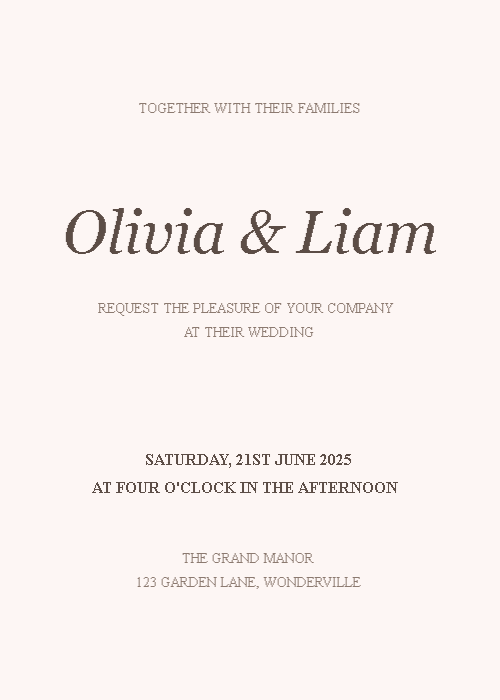 TOGETHER WITH THEIR FAMILIES
Olivia & Liam
REQUEST THE PLEASURE OF YOUR COMPANY
AT THEIR WEDDING
SATURDAY, 21ST JUNE 2025
AT FOUR O'CLOCK IN THE AFTERNOON
THE GRAND MANOR
123 GARDEN LANE, WONDERVILLE